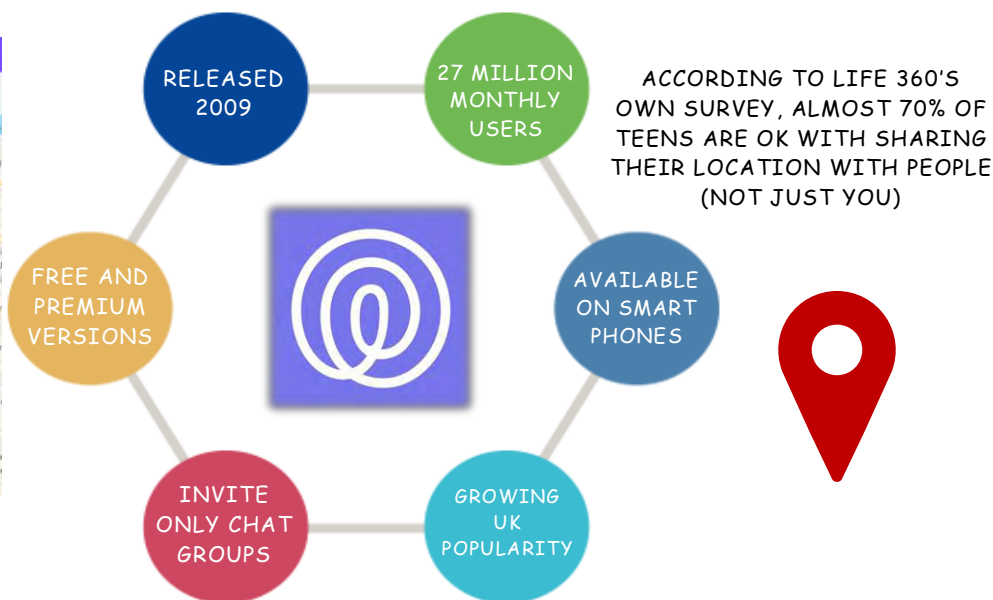 RELEASED
2009
27 MILLION
MONTHLY
USERS
ACCORDING TO LIFE 360'S
OWN SURVEY, ALMOST 70% OF
TEENS ARE OK WITH SHARING
THEIR LOCATION WITH PEOPLE
(NOT JUST YOU)
FREE AND
PREMIUM
VERSIONS
AVAILABLE
ON SMART
PHONES
INVITE
ONLY CHAT
GROUPS
GROWING
UK
POPULARITY